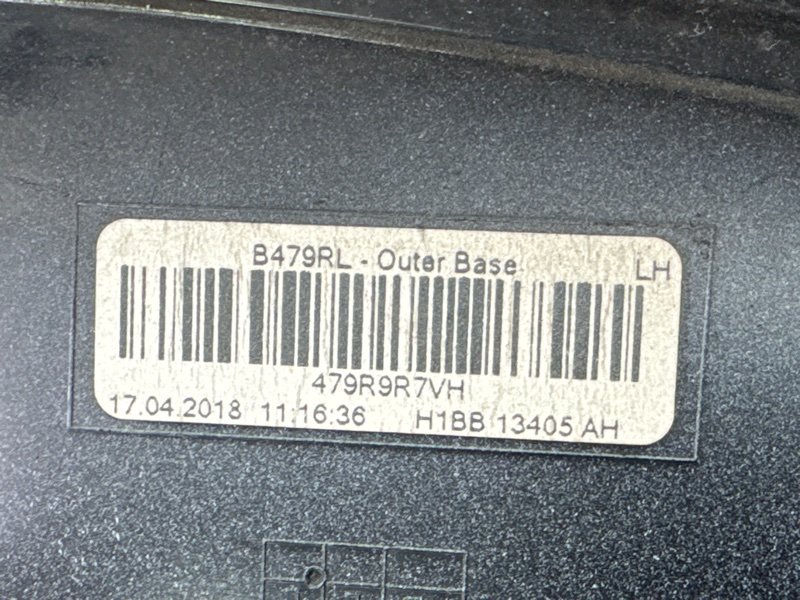 B479RL - Outer Base LH
479R9R7VH
17.04.2018 11:16:36 H1BB 13405 AH